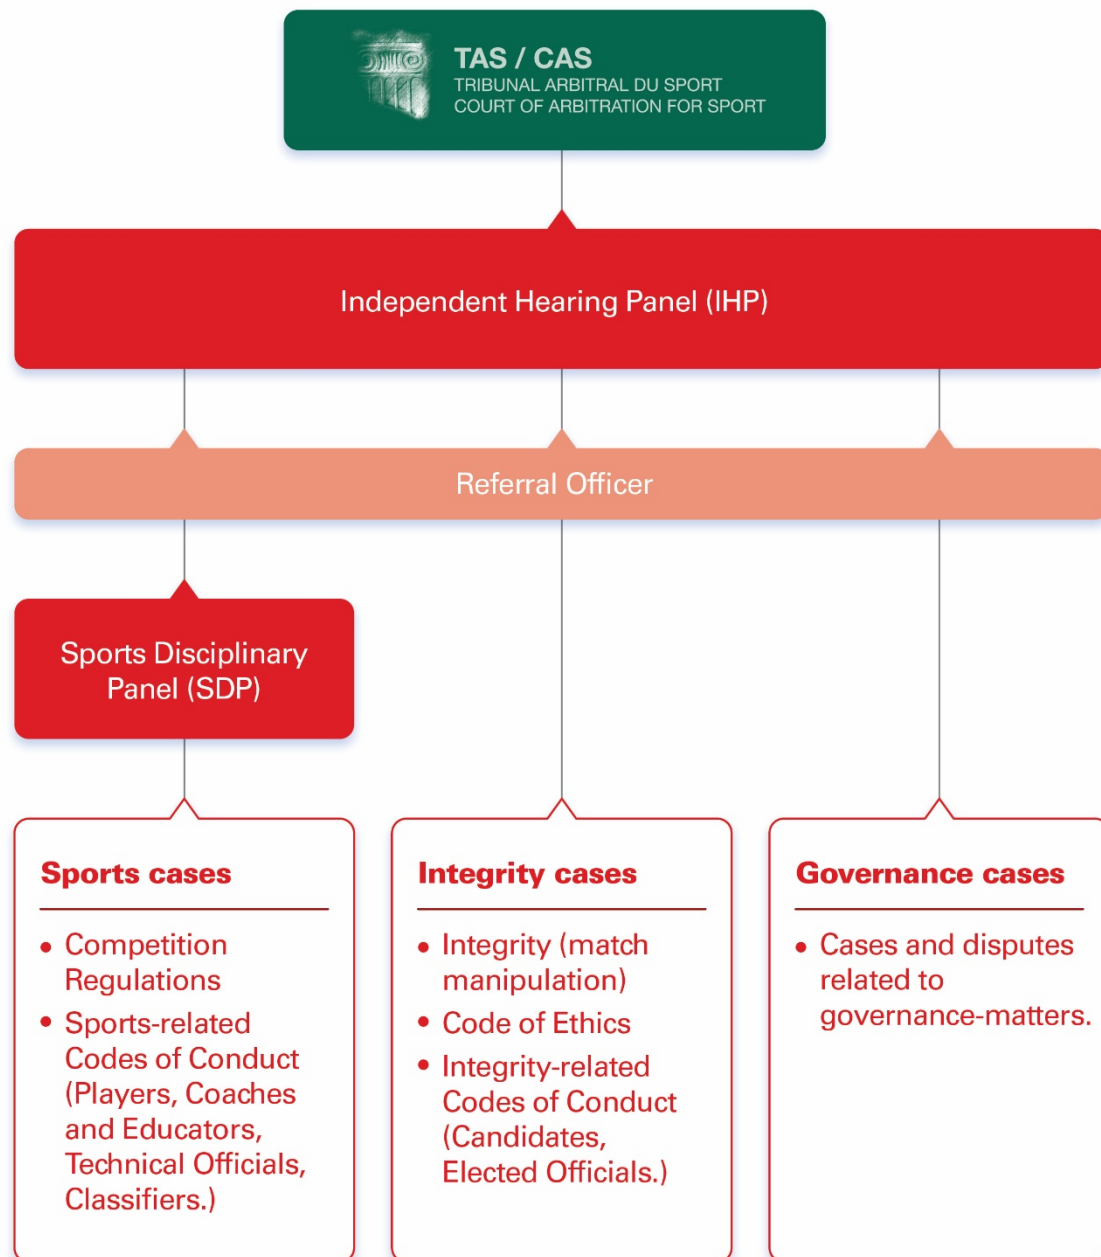 TAS / CAS
TRIBUNAL ARBITRAL DU SPORT
COURT OF ARBITRATION FOR SPORT
Independent Hearing Panel (IHP)
Referral Officer
Sports Disciplinary
Panel (SDP)
Sports cases
• Competition
Regulations
• Sports-related
Codes of Conduct
(Players, Coaches
and Educators,
Technical Officials,
Classifiers.)
Integrity cases
• Integrity (match
manipulation)
• Code of Ethics
• Integrity-related
Codes of Conduct
(Candidates,
Elected Officials.)
Governance cases
• Cases and disputes
related to
governance-matters.